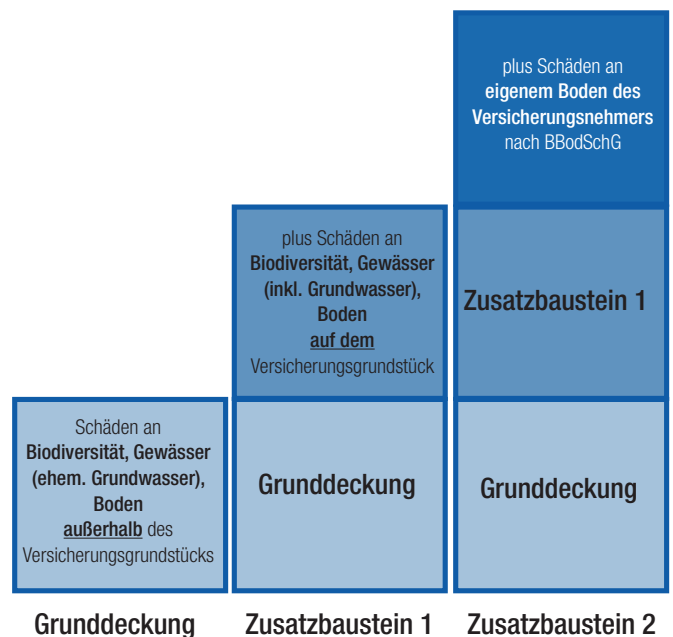 plus Schäden an
eigenem Boden des
Versicherungsnehmers
nach BBodSchG
plus Schäden an
Biodiversität, Gewässer
(inkl. Grundwasser),
Boden
auf dem
Versicherungsgrundstück
Zusatzbaustein 1
Schäden an
Biodiversität, Gewässer
(ehem. Grundwasser),
Boden
außerhalb des
Versicherungsgrundstücks
Grunddeckung
Grunddeckung
Grunddeckung
Zusatzbaustein 1
Zusatzbaustein 2